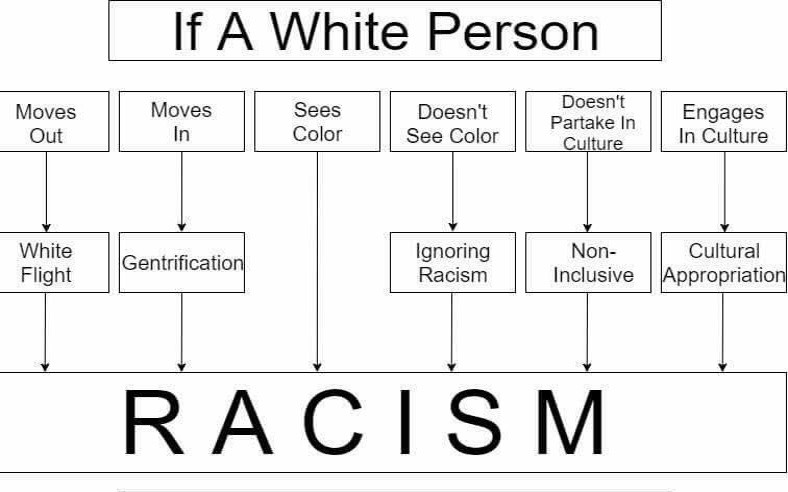 If A White Person
Moves
Out
Moves
In
Sees
Color
Doesn't
See Color
Doesn't
Partake In
Culture
Engages
In Culture
White
Flight
Gentrification
Ignoring
Racism
Non-
Inclusive
Cultural
Appropriation
RACISM